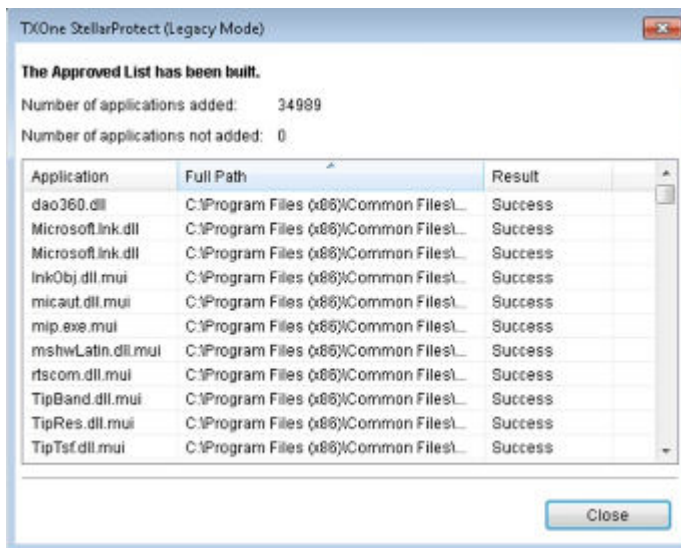 TXOne StellarProtect (Legacy Mode)
The Approved List has been built.
Number of applications added: 34989
Number of applications not added: 0
Application Full Path Result
dao360.dll C:\Program Files (x86)\Common Files\... Success
Microsoft.Ink.dll C:\Program Files (x86)\Common Files\... Success
Microsoft.Ink.dll C:\Program Files (x86)\Common Files\... Success
InkObj.dll.mui C:\Program Files (x86)\Common Files\... Success
micaut.dll.mui C:\Program Files (x86)\Common Files\... Success
mip.exe.mui C:\Program Files (x86)\Common Files\... Success
mshwLatin.dll.mui C:\Program Files (x86)\Common Files\... Success
rtscom.dll.mui C:\Program Files (x86)\Common Files\... Success
TipBand.dll.mui C:\Program Files (x86)\Common Files\... Success
TipRes.dll.mui C:\Program Files (x86)\Common Files\... Success
TipTsf.dll.mui C:\Program Files (x86)\Common Files\... Success
Close